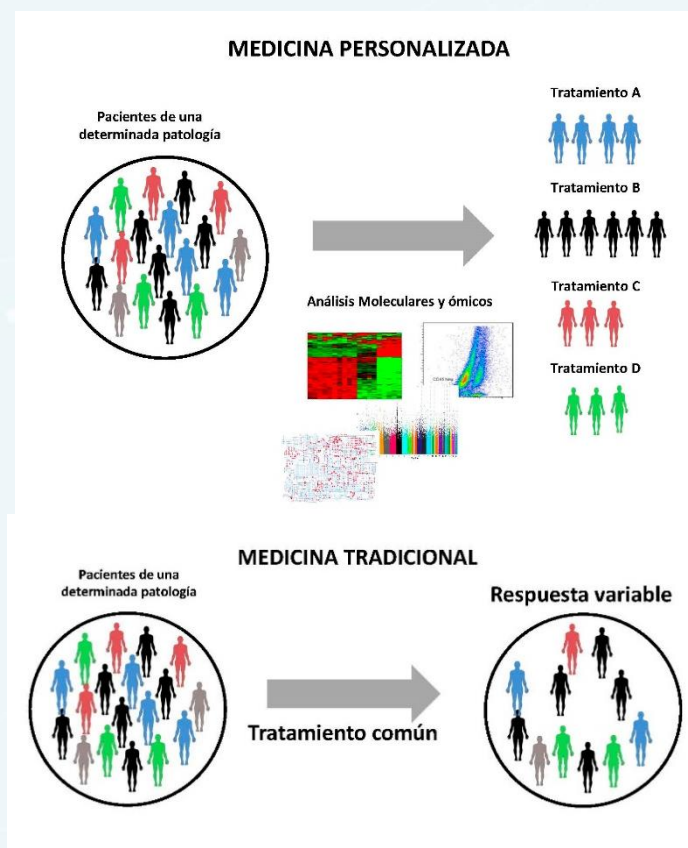 MEDICINA PERSONALIZADA
Pacientes de una
determinada patología
Tratamiento A
Tratamiento B
Tratamiento C
Tratamiento D
Análisis Moleculares y ómicos
MEDICINA TRADICIONAL
Pacientes de una
determinada patología
Respuesta variable
Tratamiento común